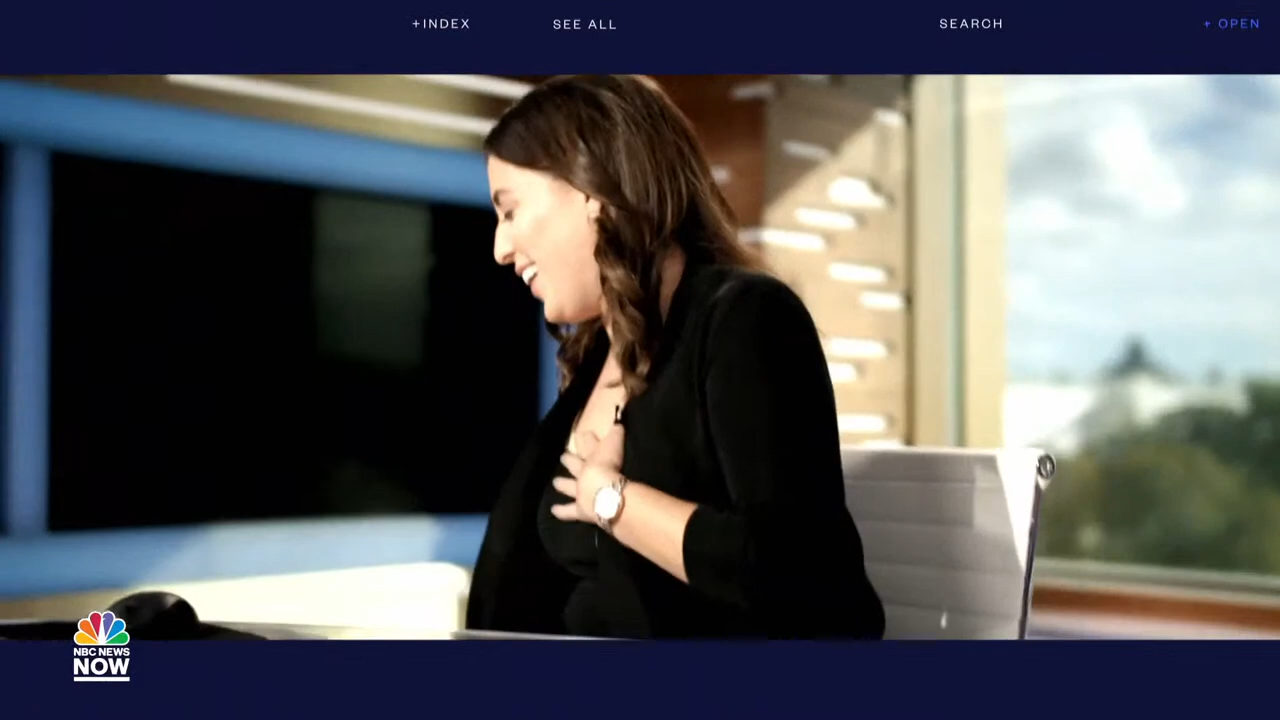 +INDEX
SEE ALL
SEARCH
+ OPEN
NBC NEWS
NOW